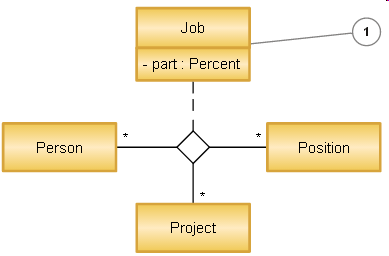 Job
1
- part : Percent
*
*
Person
Position
*
Project